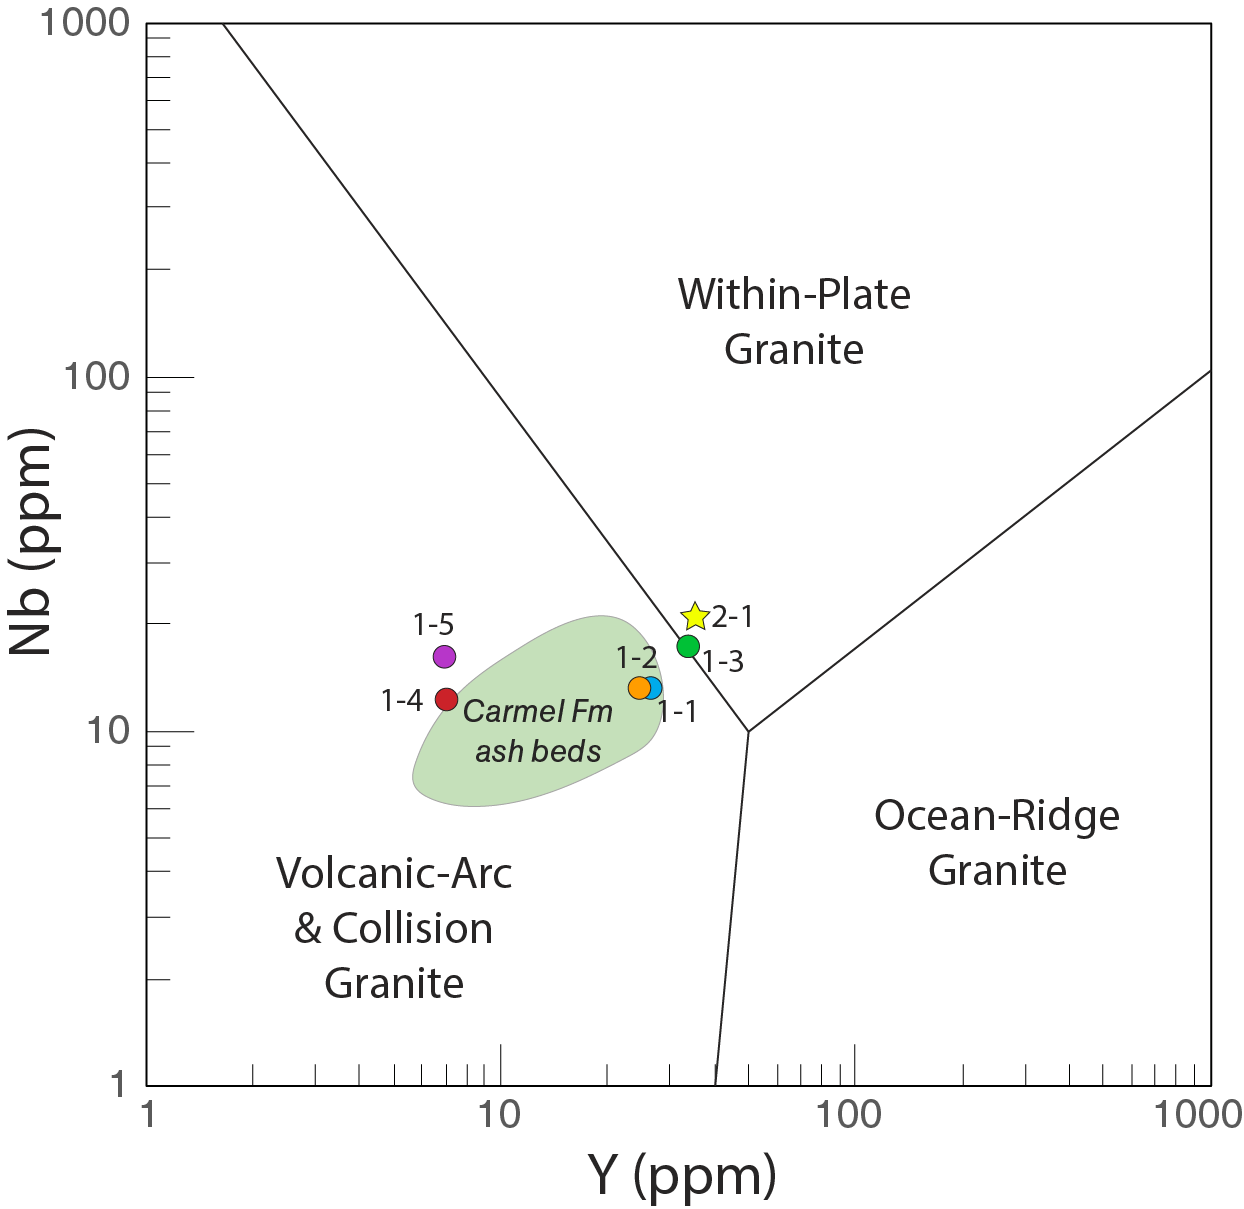 1000
100
10
1
Nb (ppm)
Within-Plate
Granite
2-1
1-5
1-2
1-3
1-4
Carmel Fm
ash beds
1-1
Ocean-Ridge
Granite
Volcanic-Arc
& Collision
Granite
1
10
100
1000
Y (ppm)